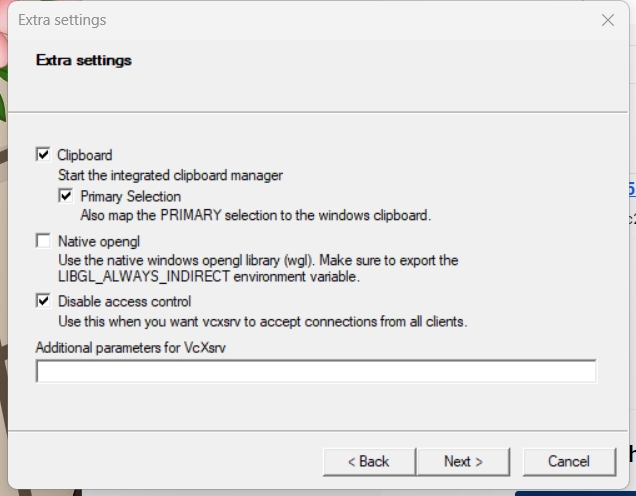 Extra settings
Extra settings
Clipboard
Start the integrated clipboard manager
Primary Selection
Also map the PRIMARY selection to the windows clipboard.
Native opengl
Use the native windows opengl library (wgl). Make sure to export the
LIBGL_ALWAYS_INDIRECT environment variable.
Disable access control
Use this when you want vcxsrv to accept connections from all clients.
Additional parameters for VcXsrv
< Back
Next >
Cancel